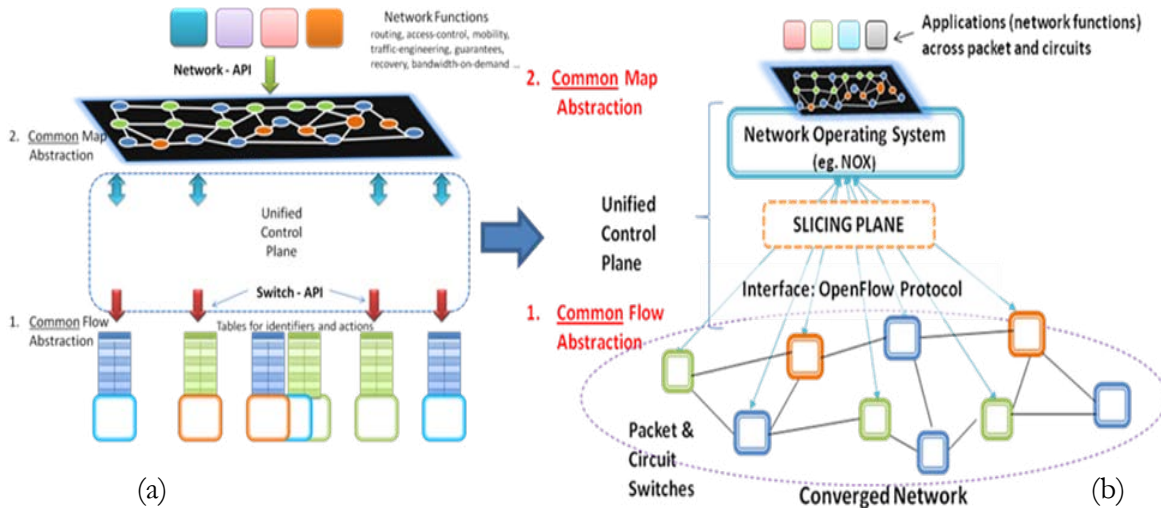 Network Functions
routing, access-control, mobility,
traffic-engineering, guarantees,
recovery, bandwidth-on-demand ...
Network - API
2. Common Map
Abstraction
Unified
Control
Plane
Switch - API
1. Common Flow
Abstraction
Tables for identifiers and actions
(a)
Applications (network functions)
across packet and circuits
2. Common Map
Abstraction
Network Operating System
(eg. NOX)
Unified
Control
Plane
SLICING PLANE
Interface: OpenFlow Protocol
1. Common Flow
Abstraction
Packet &
Circuit
Switches
Converged Network
(b)